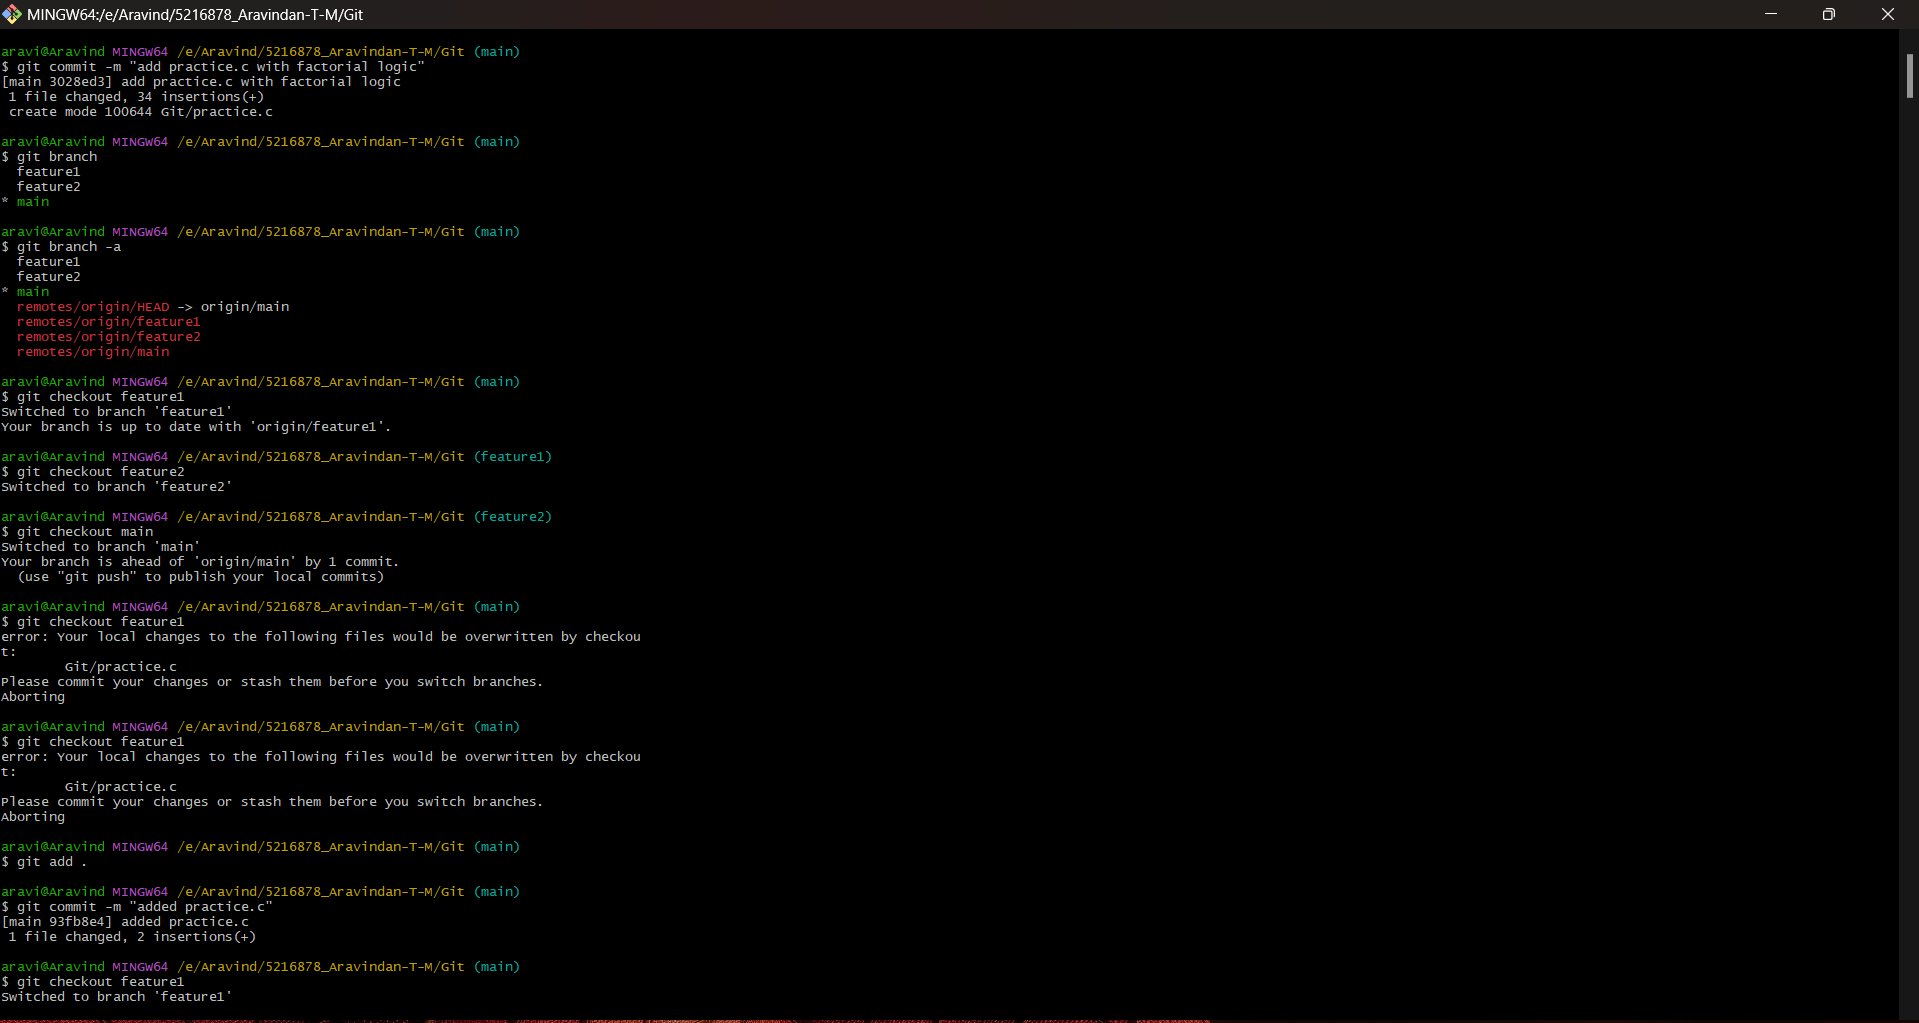 MINGW64:/e/Aravind/5216878_Aravindan-T-M/Git
aravi@Aravind MINGW64 /e/Aravind/5216878_Aravindan-T-M/Git (main)
$ git commit -m "add practice.c with factorial logic"
[main 3028ed3] add practice.c with factorial logic
 1 file changed, 34 insertions(+)
 create mode 100644 Git/practice.c
aravi@Aravind MINGW64 /e/Aravind/5216878_Aravindan-T-M/Git (main)
$ git branch
  feature1
  feature2
* main
aravi@Aravind MINGW64 /e/Aravind/5216878_Aravindan-T-M/Git (main)
$ git branch -a
  feature1
  feature2
* main
  remotes/origin/HEAD -> origin/main
  remotes/origin/feature1
  remotes/origin/feature2
  remotes/origin/main
aravi@Aravind MINGW64 /e/Aravind/5216878_Aravindan-T-M/Git (main)
$ git checkout feature1
Switched to branch 'feature1'
Your branch is up to date with 'origin/feature1'.
aravi@Aravind MINGW64 /e/Aravind/5216878_Aravindan-T-M/Git (feature1)
$ git checkout feature2
Switched to branch 'feature2'
aravi@Aravind MINGW64 /e/Aravind/5216878_Aravindan-T-M/Git (feature2)
$ git checkout main
Switched to branch 'main'
Your branch is ahead of 'origin/main' by 1 commit.
  (use "git push" to publish your local commits)
aravi@Aravind MINGW64 /e/Aravind/5216878_Aravindan-T-M/Git (main)
$ git checkout feature1
error: Your local changes to the following files would be overwritten by checkou
t:
        Git/practice.c
Please commit your changes or stash them before you switch branches.
Aborting
aravi@Aravind MINGW64 /e/Aravind/5216878_Aravindan-T-M/Git (main)
$ git checkout feature1
error: Your local changes to the following files would be overwritten by checkou
t:
        Git/practice.c
Please commit your changes or stash them before you switch branches.
Aborting
aravi@Aravind MINGW64 /e/Aravind/5216878_Aravindan-T-M/Git (main)
$ git add .
aravi@Aravind MINGW64 /e/Aravind/5216878_Aravindan-T-M/Git (main)
$ git commit -m "added practice.c"
[main 93fb8e4] added practice.c
 1 file changed, 2 insertions(+)
aravi@Aravind MINGW64 /e/Aravind/5216878_Aravindan-T-M/Git (main)
$ git checkout feature1
Switched to branch 'feature1'